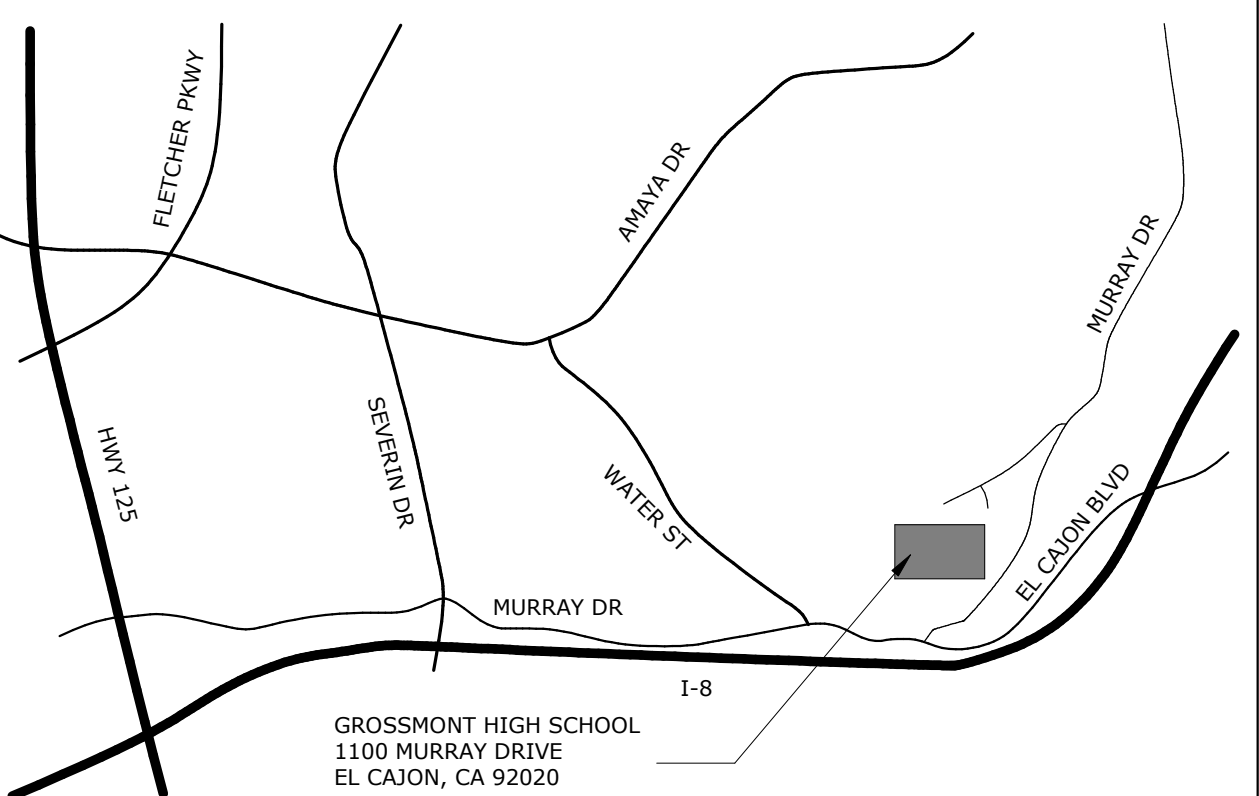 FLETCHER PKWY
AMAYA DR
MURRAY DR
HWY 125
SEVERIN DR
WATER ST
EL CAJON BLVD
MURRAY DR
I-8
GROSSMONT HIGH SCHOOL
1100 MURRAY DRIVE
EL CAJON, CA 92020